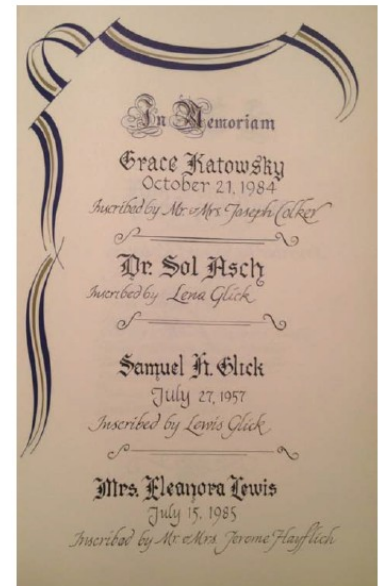 In Memoriam
Grace Katowsky
October 21, 1984
Inscribed by Mr. & Mrs. Joseph Colker
Dr. Sol Asch
Inscribed by Lena Glick
Samuel H. Glick
July 27, 1957
Inscribed by Lewis Glick
Mrs. Eleanora Lewis
July 15, 1985
Inscribed by Mr. & Mrs. Jerome Hayflich